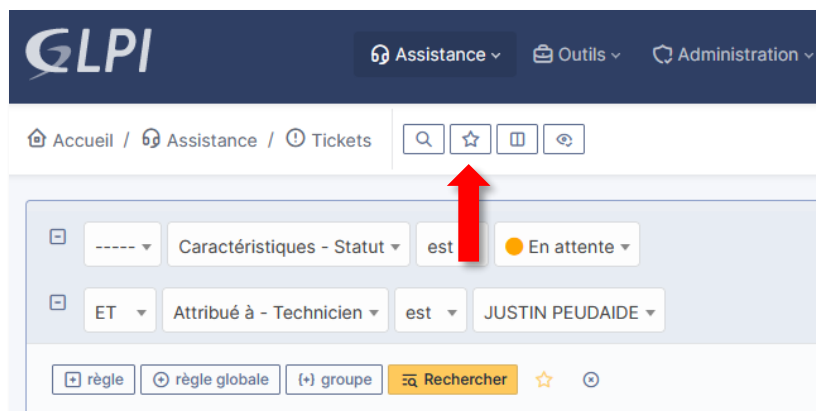 GLPI Assistance Outils Administration
Accueil / Assistance / Tickets
----- Caractéristiques - Statut est En attente
ET Attribué à - Technicien est JUSTIN PEUDAIDE
règle règle globale {+} groupe Rechercher